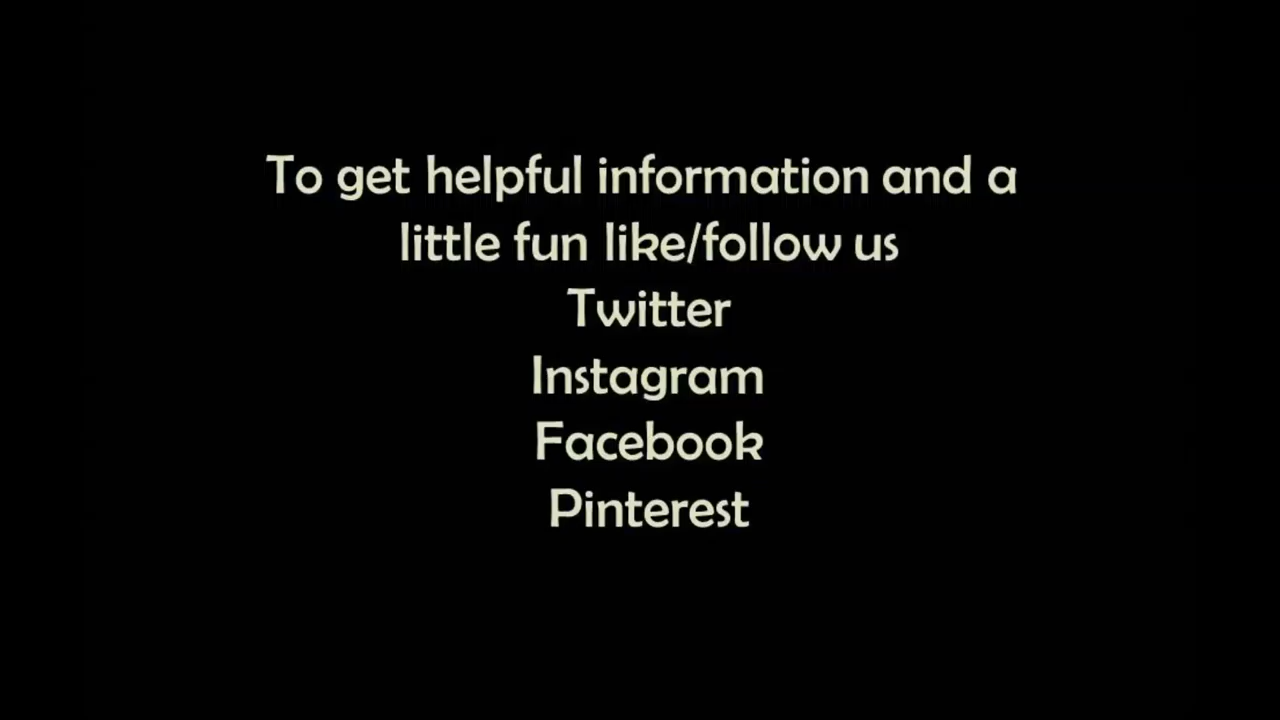 To get helpful information and a
little fun like/follow us
Twitter
Instagram
Facebook
Pinterest